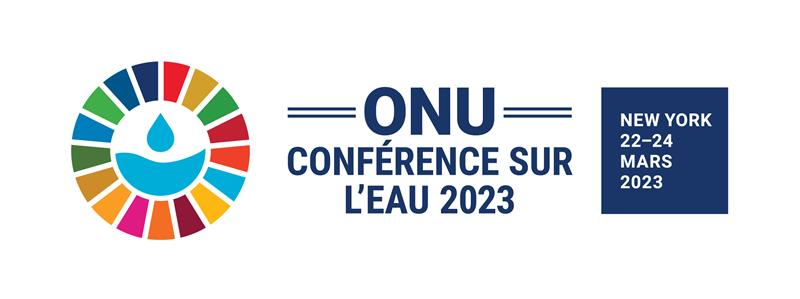 ONU
CONFÉRENCE SUR
L'EAU 2023
NEW YORK
22–24
MARS
2023